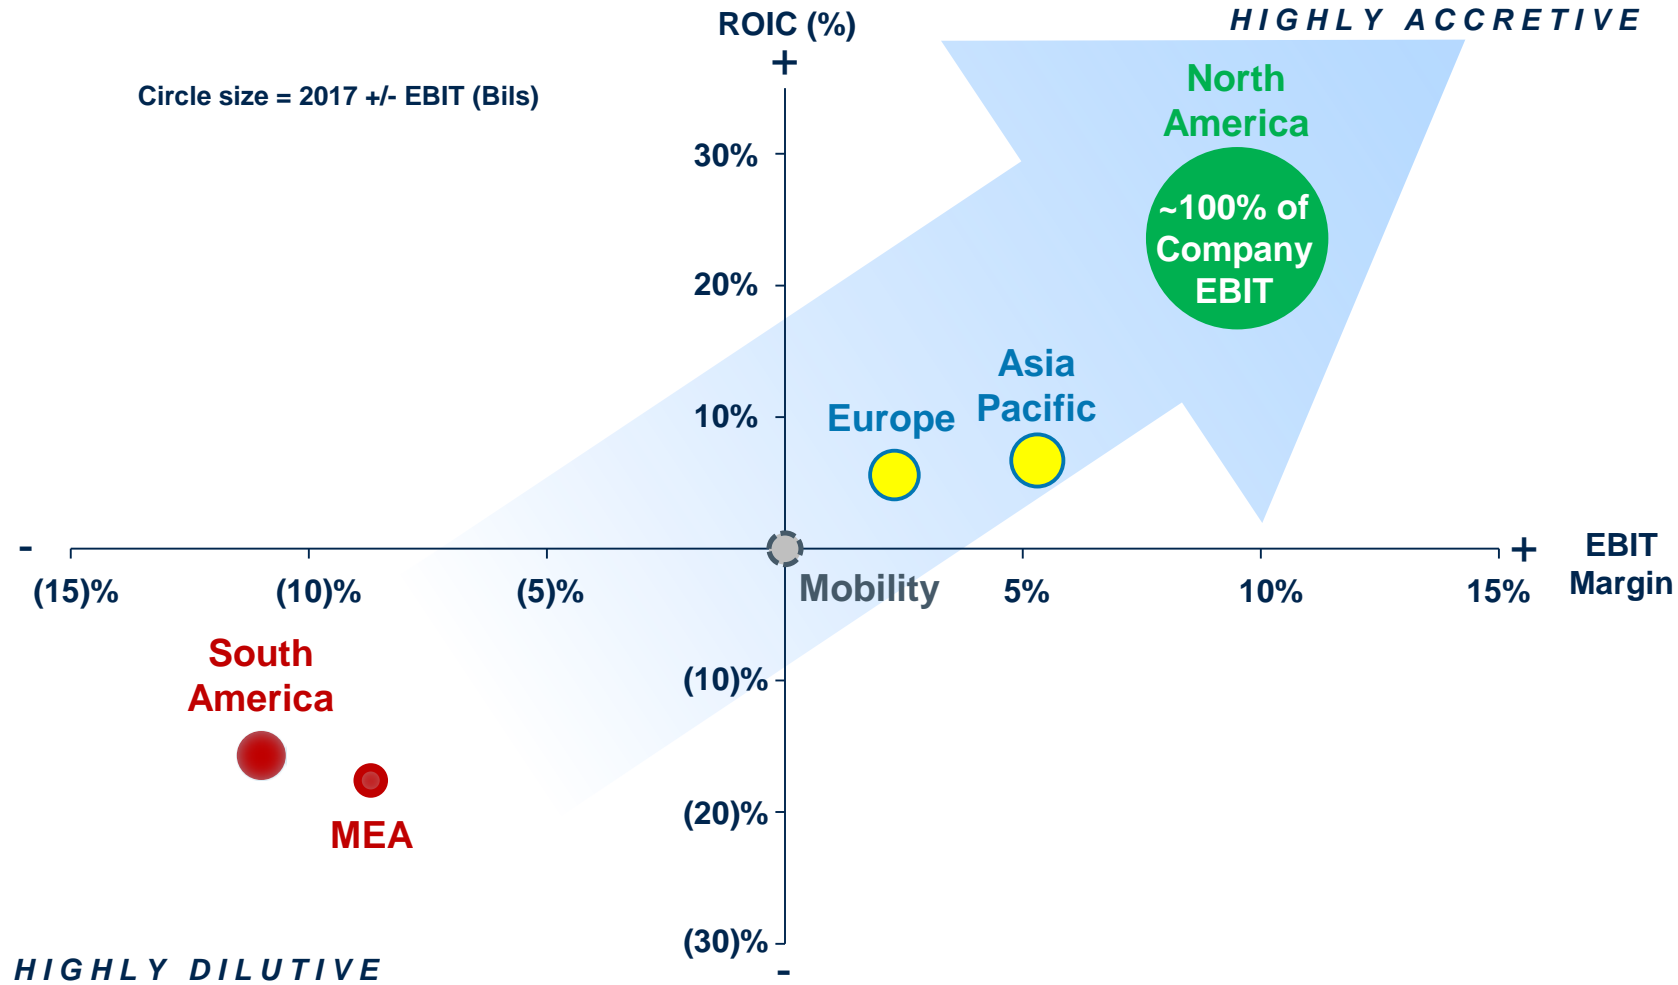 HIGHLY ACCRETIVE
ROIC (%)
+
Circle size = 2017 +/- EBIT (Bils)
North
America
30%
~100% of
Company
EBIT
20%
Asia
Pacific
10%
Europe
-
+
EBIT
Margin
(15)%
(10)%
(5)%
Mobility
5%
10%
15%
South
America
(10)%
MEA
(20)%
(30)%
-
HIGHLY DILUTIVE